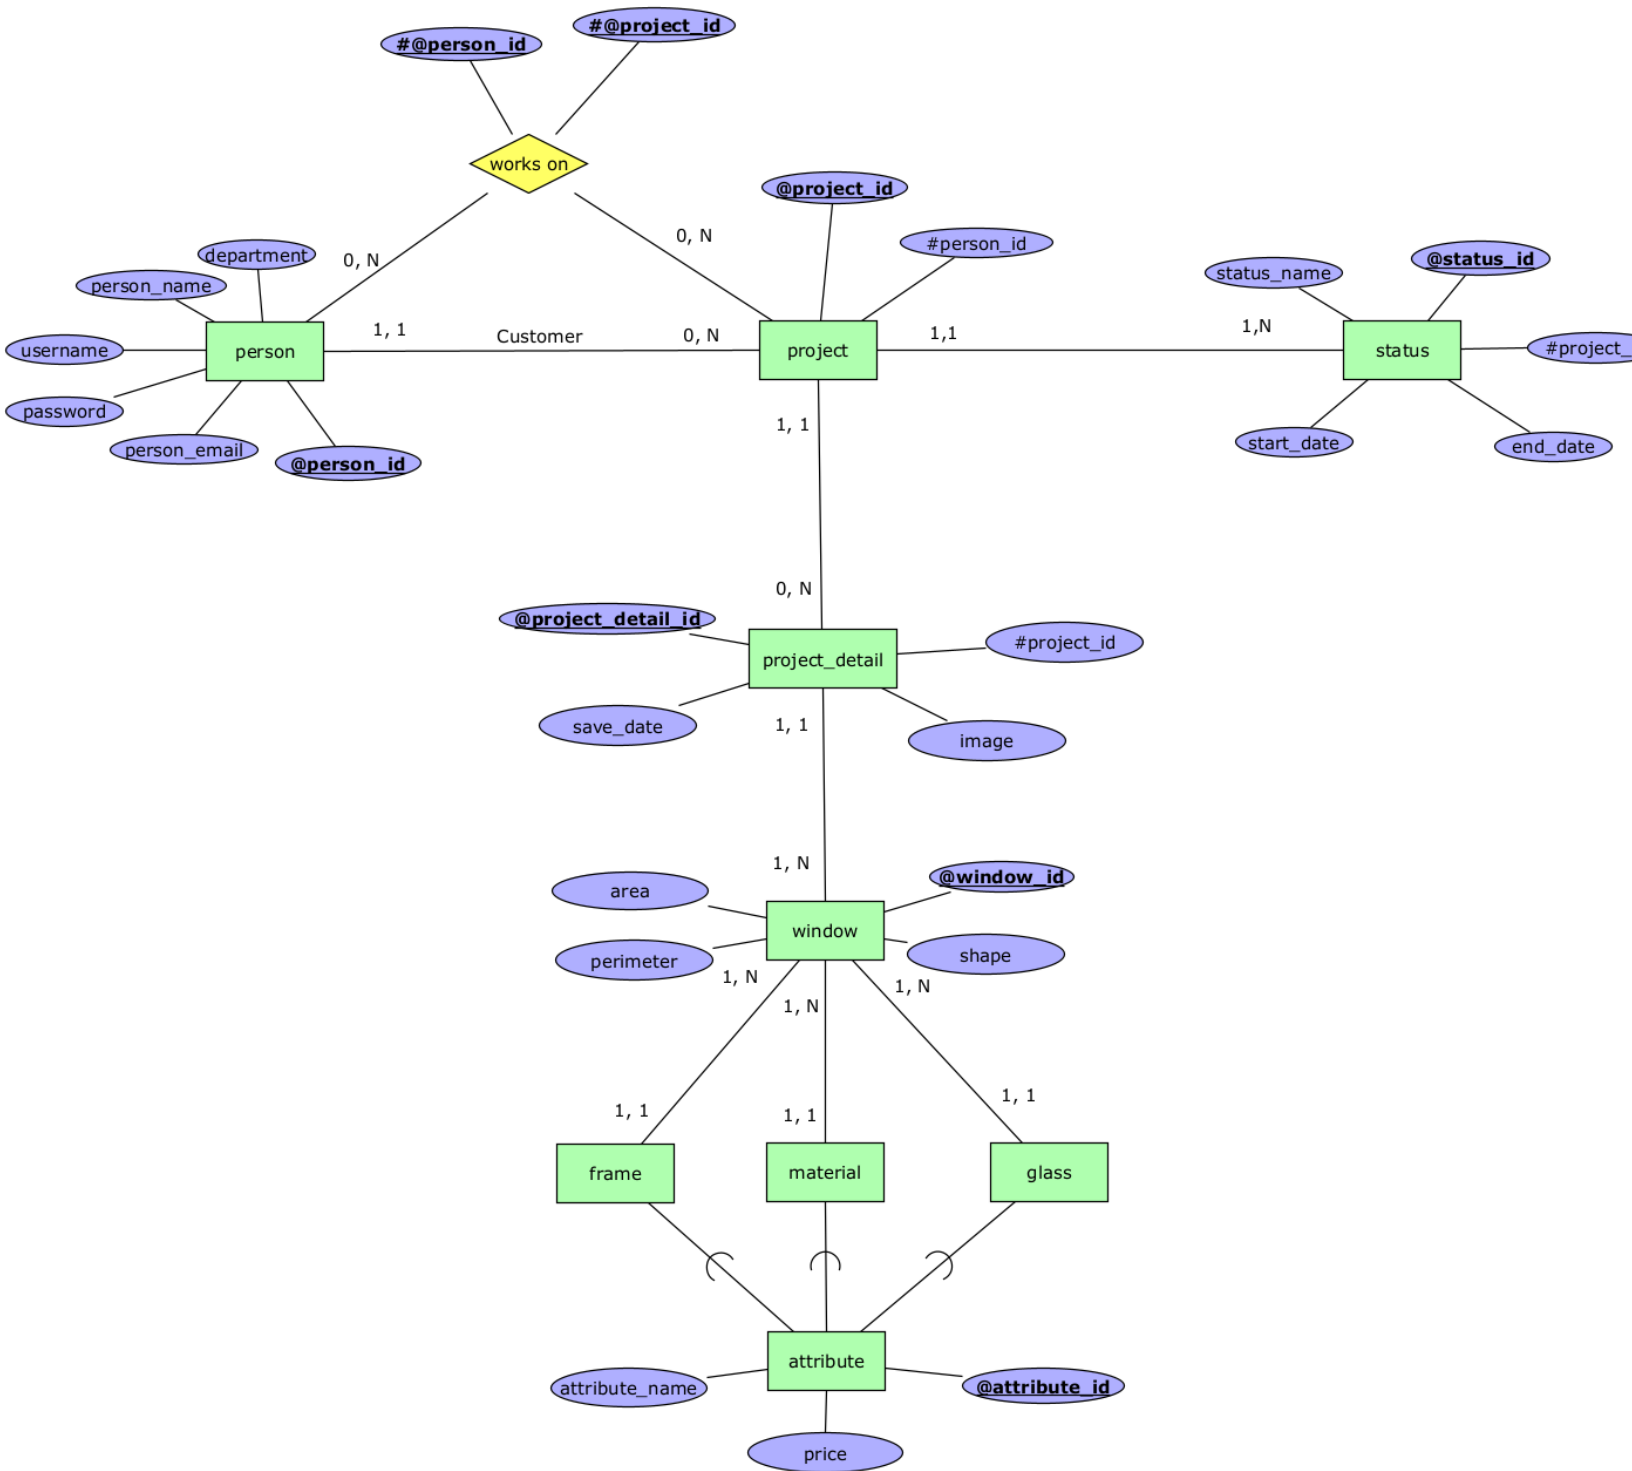 #@project_id
#@person_id
works on
@project_id
#person_id
department
0, N
0, N
person_name
status_name
@status_id
username
person
1, 1
Customer
0, N
project
1,1
1,N
status
#project_
password
person_email
@person_id
1, 1
start_date
end_date
0, N
@project_detail_id
project_detail
#project_id
save_date
1, 1
image
1, N
area
@window_id
window
perimeter
shape
1, N
1, N
1, N
1, 1
1, 1
1, 1
frame
material
glass
attribute
attribute_name
@attribute_id
price